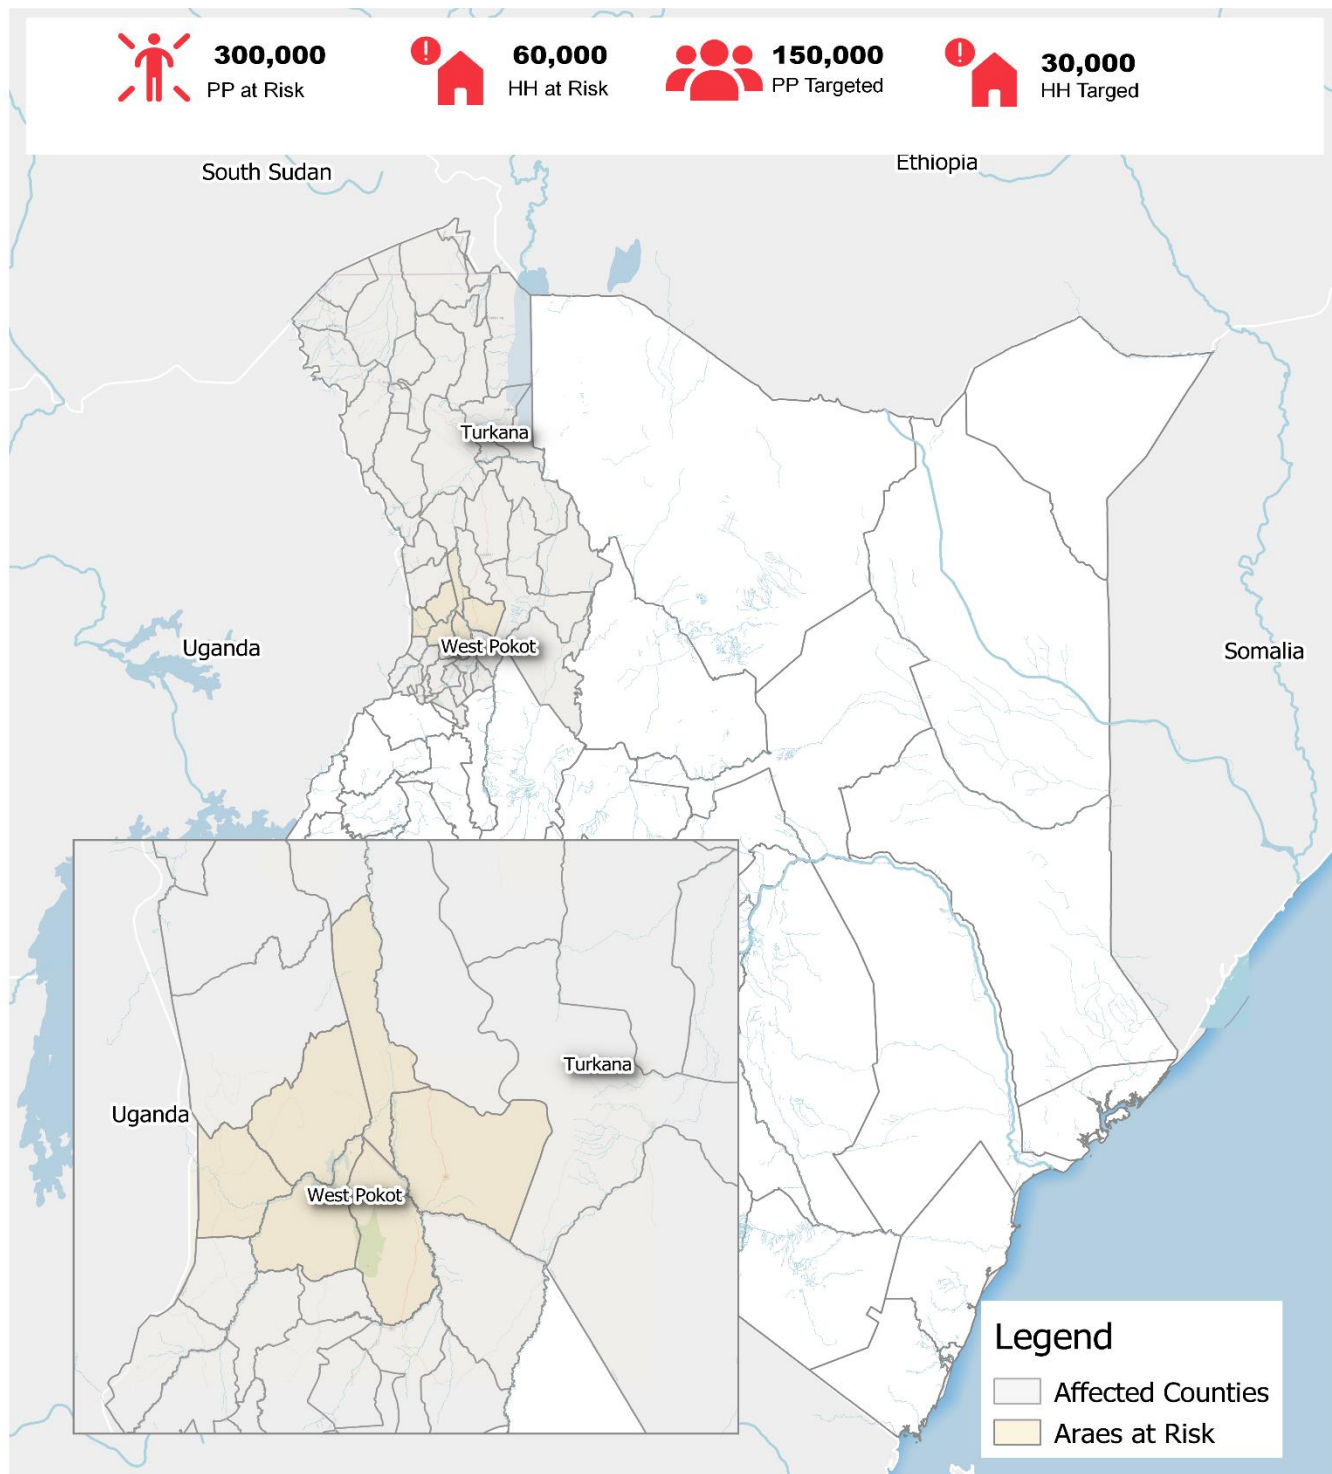 300,000
PP at Risk
60,000
HH at Risk
150,000
PP Targeted
30,000
HH Targed
South Sudan
Ethiopia
Turkana
Uganda
West Pokot
Somalia
Turkana
Uganda
West Pokot
Legend
Affected Counties
Araes at Risk